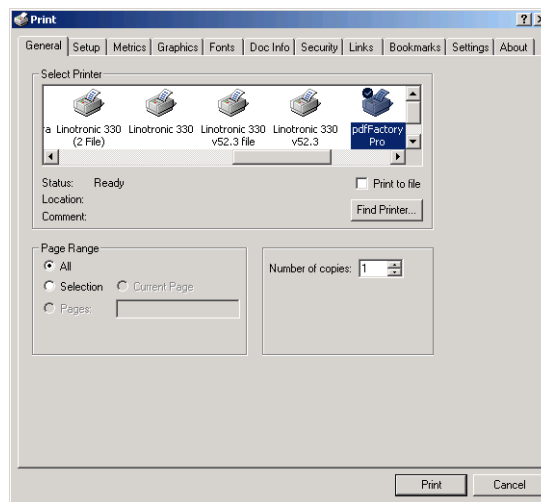 Print
General Setup Metrics Graphics Fonts Doc Info Security Links Bookmarks Settings About
Select Printer
ra Linotronic 330 Linotronic 330 Linotronic 330 Linotronic 330 pdfFactory
(2 File) v52.3 file v52.3 Pro
Status: Ready
Print to file
Location:
Comment:
Find Printer...
Page Range
All
Number of copies: 1
Selection Current Page
Pages:
Print Cancel